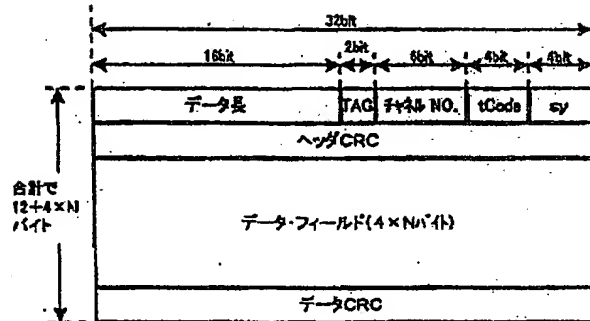 32bit
16bit 2bit 6bit 4bit 4bit
データ長 TAG チャネル NO. tCode sy
ヘッダCRC
合計で
12+4×N
バイト
データ・フィールド(4×Nバイト)
データCRC